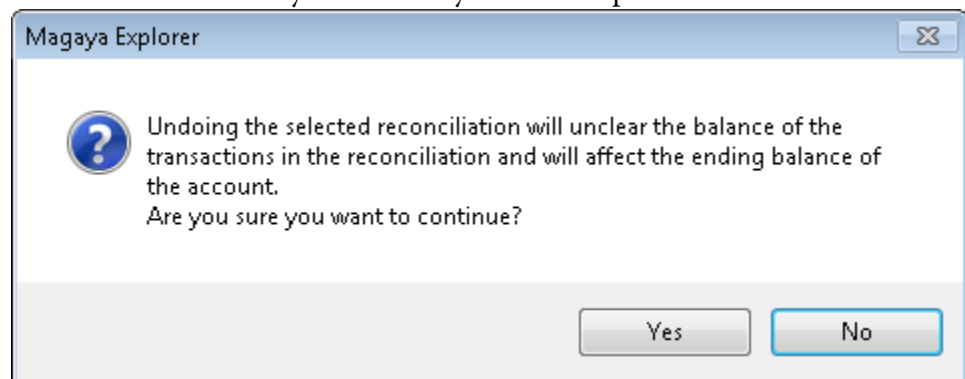 Magaya Explorer
Undoing the selected reconciliation will unclear the balance of the
transactions in the reconciliation and will affect the ending balance of
the account.
Are you sure you want to continue?
Yes No